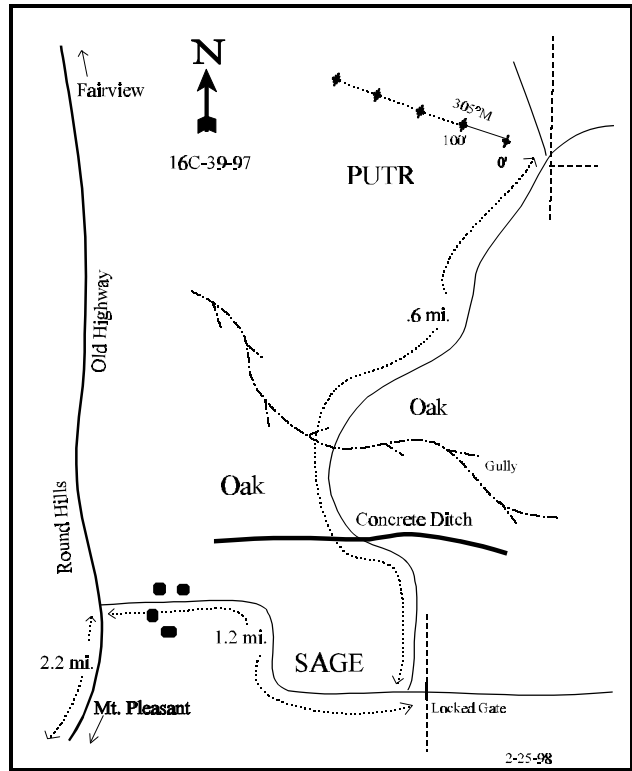 N
Fairview
16C-39-97
305°M
100'
0'
PUTR
Old Highway
.6 mi.
Oak
Gully
Oak
Concrete Ditch
Round Hills
1.2 mi.
SAGE
2.2 mi.
Mt. Pleasant
Locked Gate
2-25-98